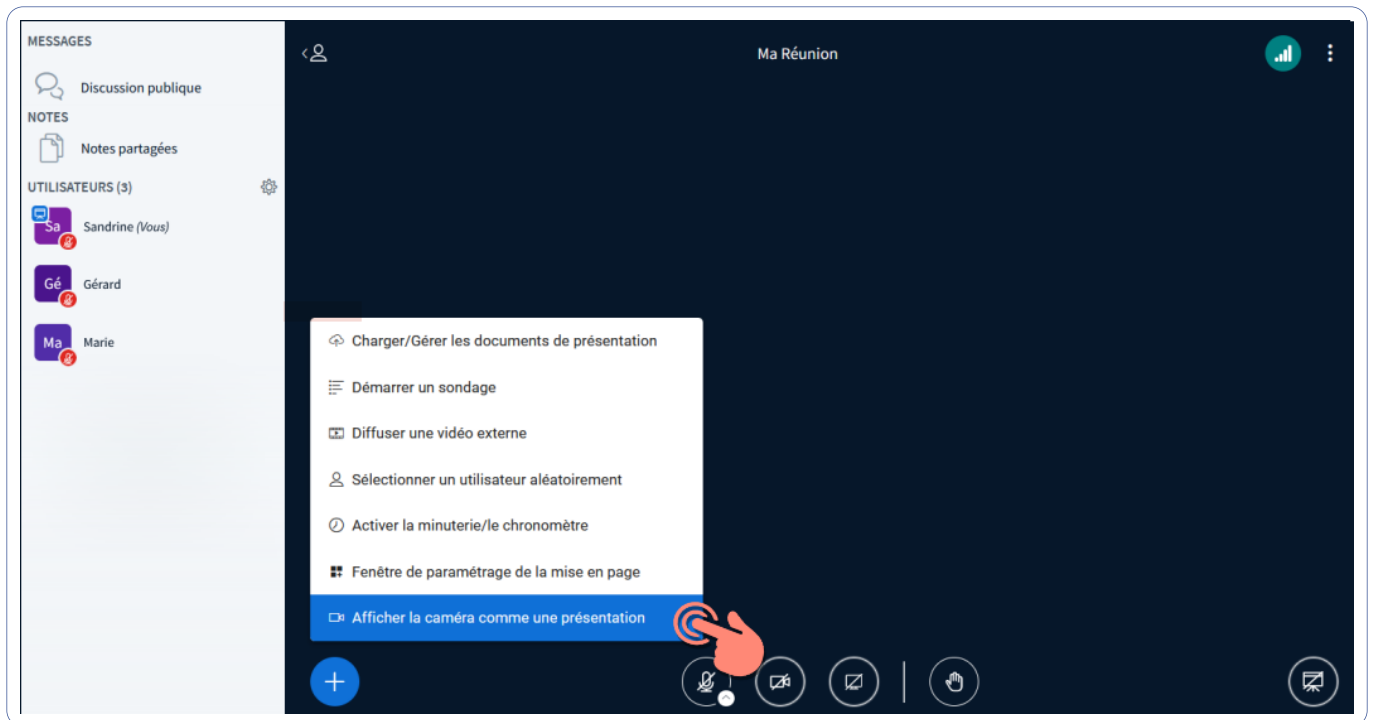 MESSAGES
Discussion publique
NOTES
Notes partagées
UTILISATEURS (3)
Sa
Sandrine (Vous)
Gé
Gérard
Ma
Marie
Ma Réunion
Charger/Gérer les documents de présentation
Démarrer un sondage
Diffuser une vidéo externe
Sélectionner un utilisateur aléatoirement
Activer la minuterie/le chronomètre
Fenêtre de paramétrage de la mise en page
Afficher la caméra comme une présentation